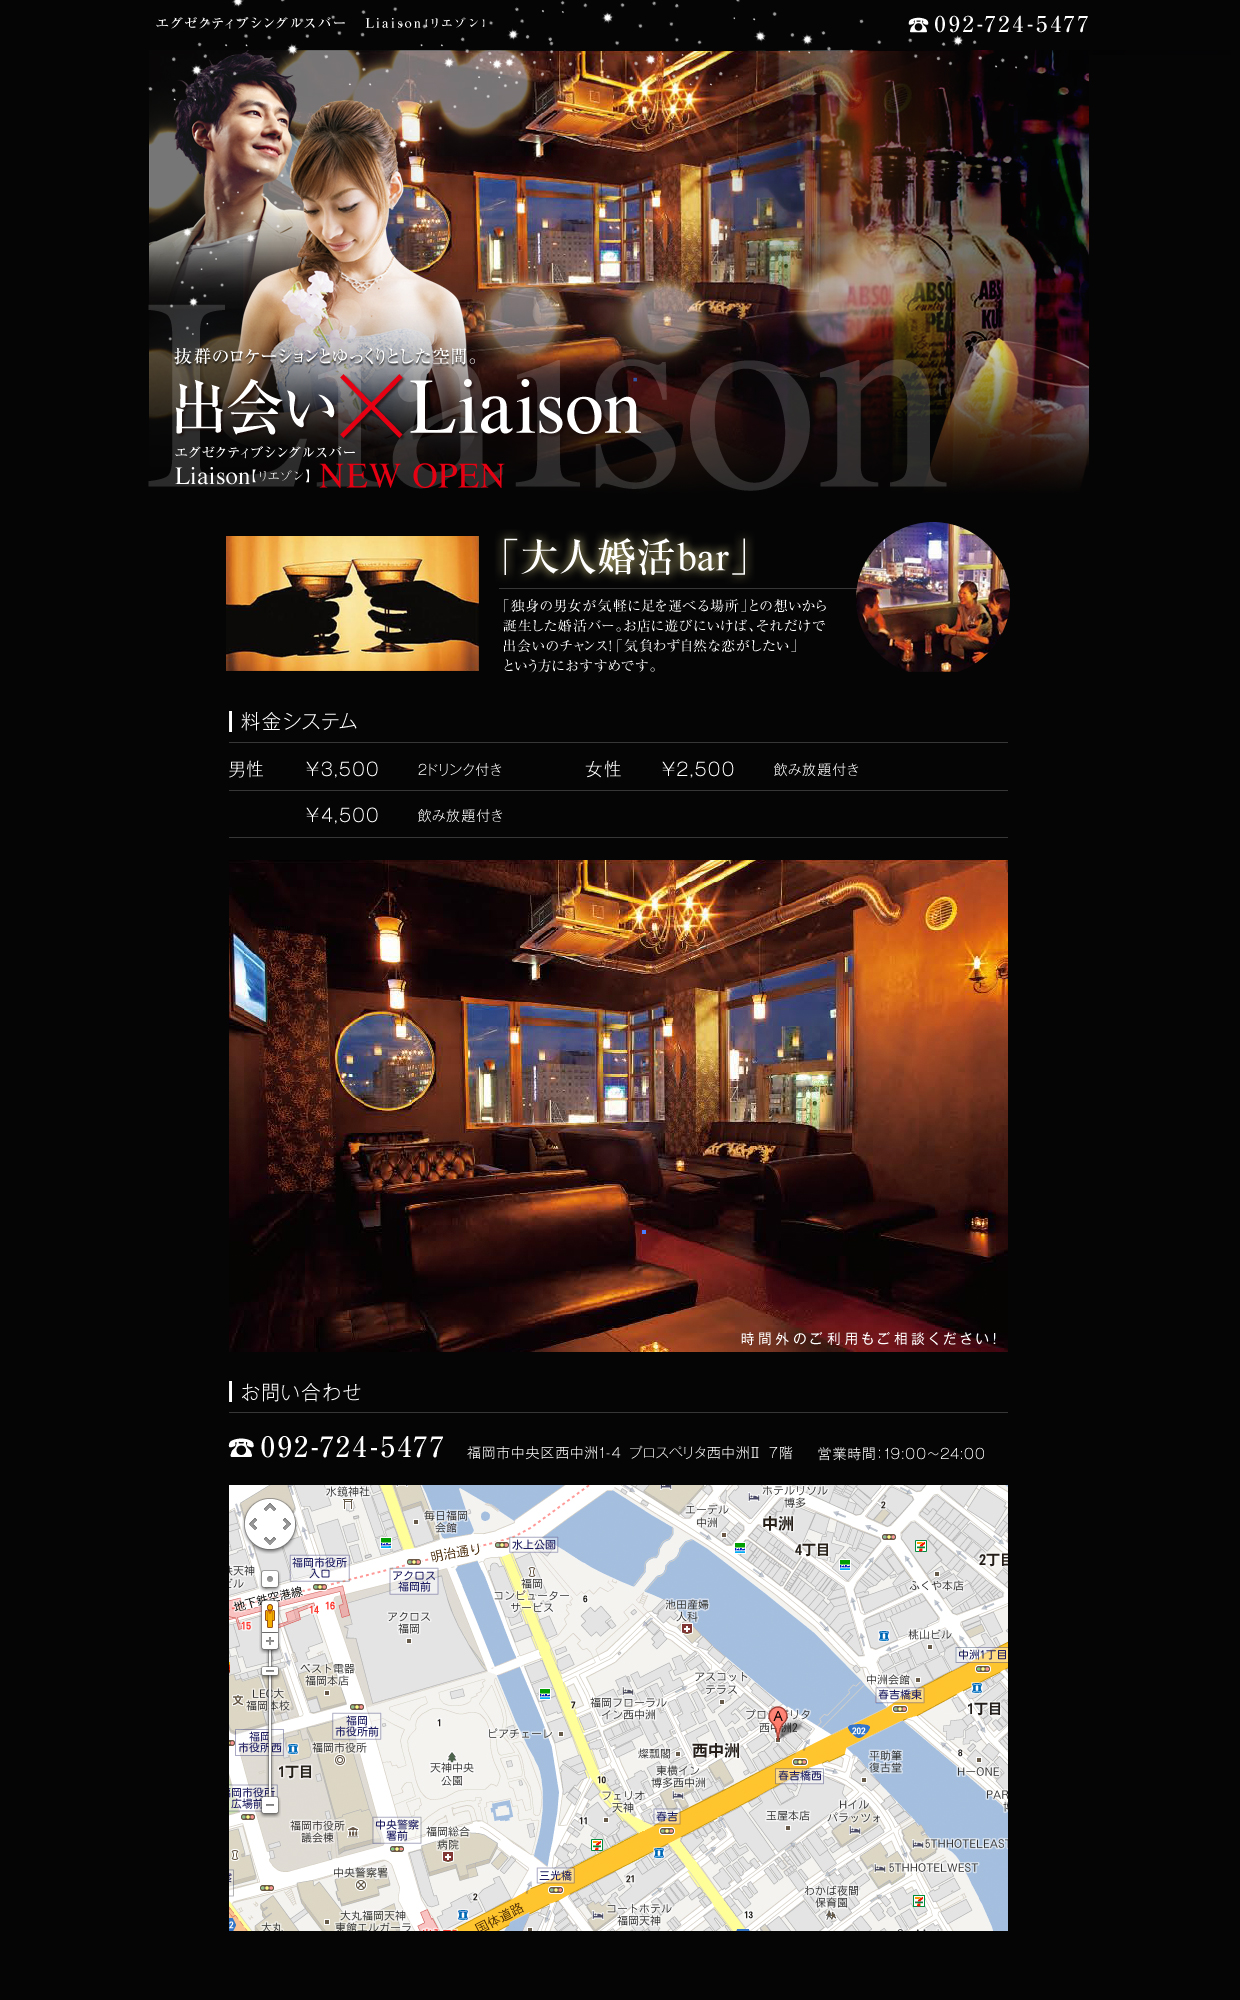 エグゼクティブシングルスバー　Liaison【リエゾン】
☎092-724-5477
Liaison
抜群のロケーションとゆっくりとした空間。
出会い×Liaison
エグゼクティブシングルスバー
Liaison【リエゾン】 NEW OPEN
「大人婚活bar」
「独身の男女が気軽に足を運べる場所」との想いから
誕生した婚活バー。お店に遊びにいけば、それだけで
出会いのチャンス!「気負わず自然な恋がしたい」
という方におすすめです。
料金システム
男性　¥3,500　2ドリンク付き　女性　¥2,500　飲み放題付き
¥4,500　飲み放題付き
時間外のご利用もご相談ください!
お問い合わせ
☎092-724-5477　福岡市中央区西中洲1-4 プロスペリタ西中洲Ⅱ 7階　営業時間：19:00～24:00
水鏡神社
毎日福岡
会館
エーデル
中洲
ホテルリソル
博多
中洲
4丁目
2
2丁目
福岡市役所
入口
明治通り
水上公園
アクロス
福岡前
地下鉄空港線
14
16
15
福岡
コンピューター
サービス
6
ふくや本店
アクロス
福岡
池田産婦
人科
桃山ビル
中洲1丁目
ベスト電器
福岡本店
アスコット
テラス
中洲会館
春吉橋東
1丁目
福岡
市役所前
福岡市役所
1
7
福岡フローラル
イン西中洲
ピアチェーレ
A
202
西中洲
燦瓢閣
東横イン
博多西中洲
春吉橋西
平助筆
復古堂
8
H-ONE
1丁目
天神中央
公園
10
フェリオ
天神
11
春吉
玉屋本店
Hイル
パラッツォ
福岡市役所
議会棟
中央警察
署前
福岡総合
病院
5THHOTELEAST
5THHOTELWEST
中央警察署
三光橋
21
わかば夜間
保育園
2
コートホテル
福岡天神
13
大丸福岡天神
東館エルガーラ
国体道路